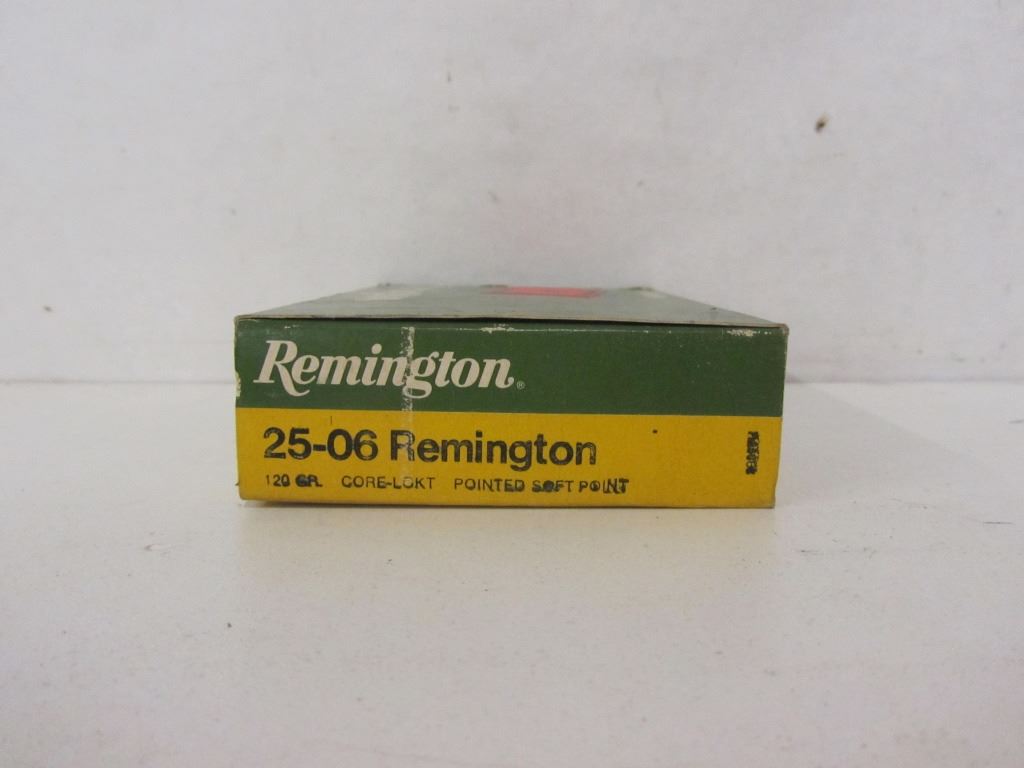 Remington®
25-06 Remington
120 GR. CORE-LOKT POINTED SOFT POINT